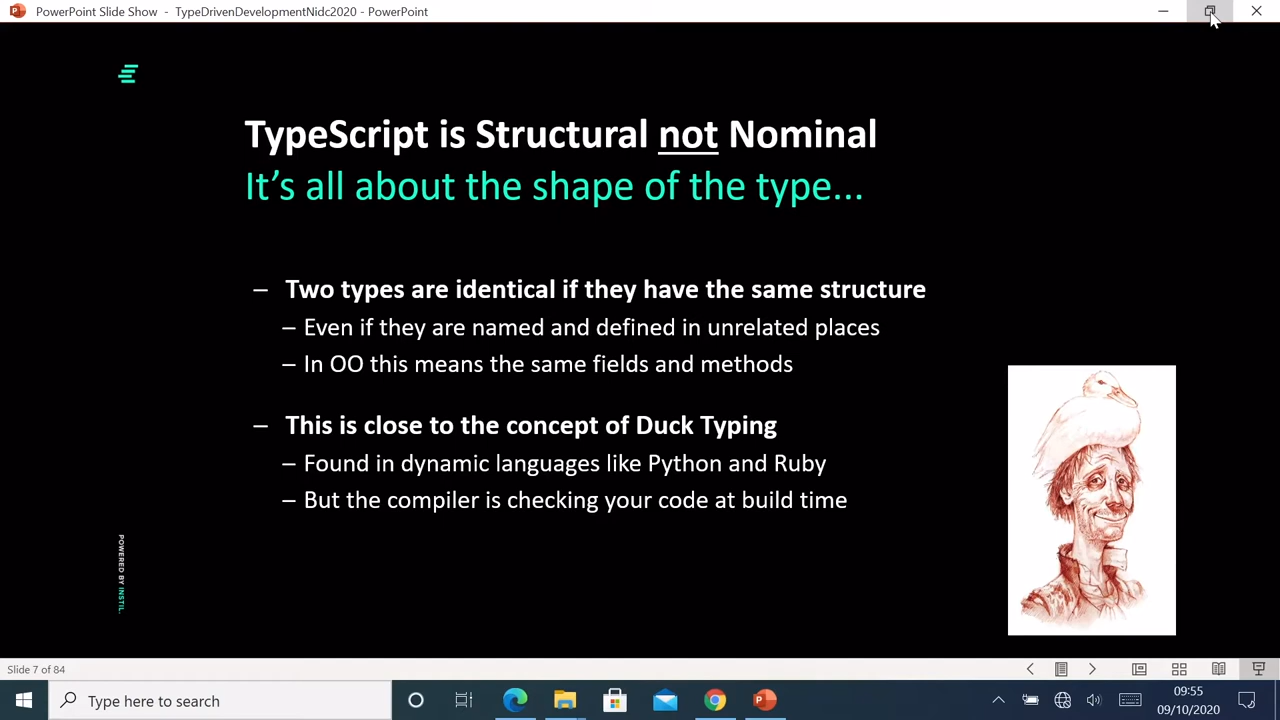 PowerPoint Slide Show - TypeDrivenDevelopmentNidc2020 - PowerPoint
TypeScript is Structural not Nominal
It's all about the shape of the type...
– Two types are identical if they have the same structure
– Even if they are named and defined in unrelated places
– In OO this means the same fields and methods
– This is close to the concept of Duck Typing
– Found in dynamic languages like Python and Ruby
– But the compiler is checking your code at build time
POWERED BY INSTIL.
Slide 7 of 84
Type here to search
09:55
09/10/2020